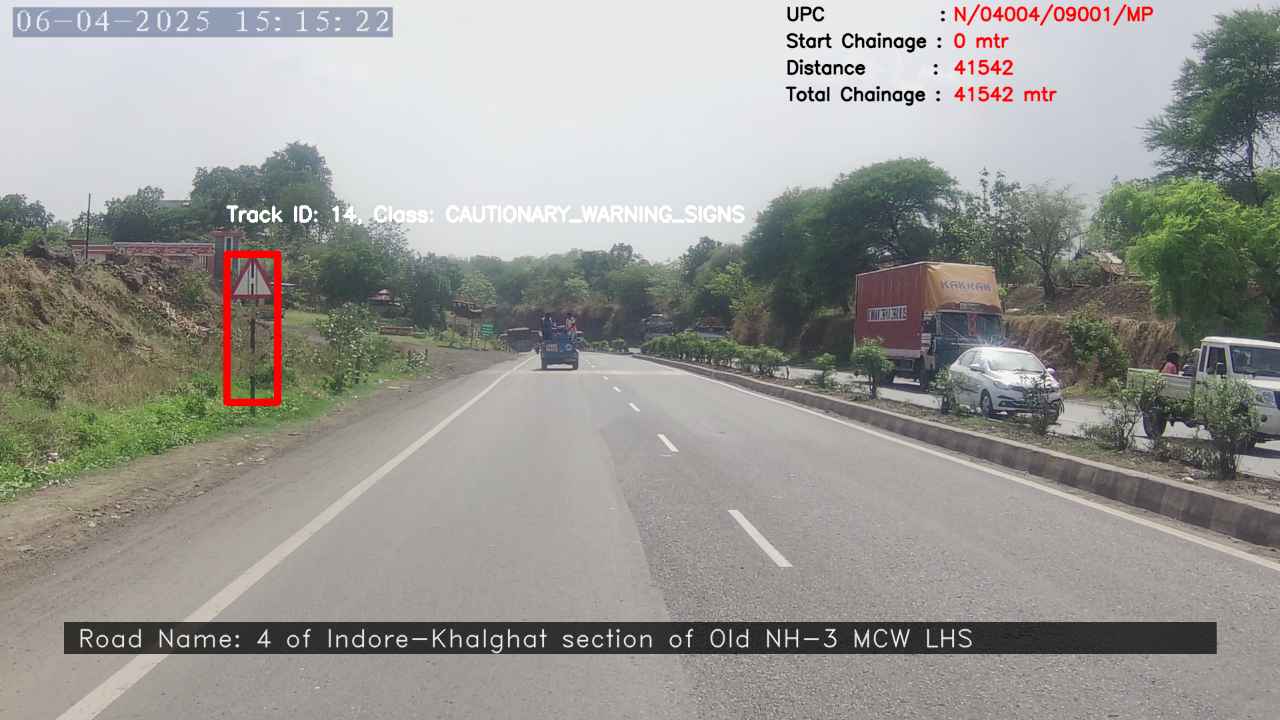 06-04-2025 15:15:22
UPC : N/04004/09001/MP
Start Chainage : 0 mtr
Distance : 41542
Total Chainage : 41542 mtr
Track ID: 14, Class: CAUTIONARY_WARNING_SIGNS
KAKKAR
Road Name: 4 of Indore-Khalghat section of Old NH-3 MCW LHS